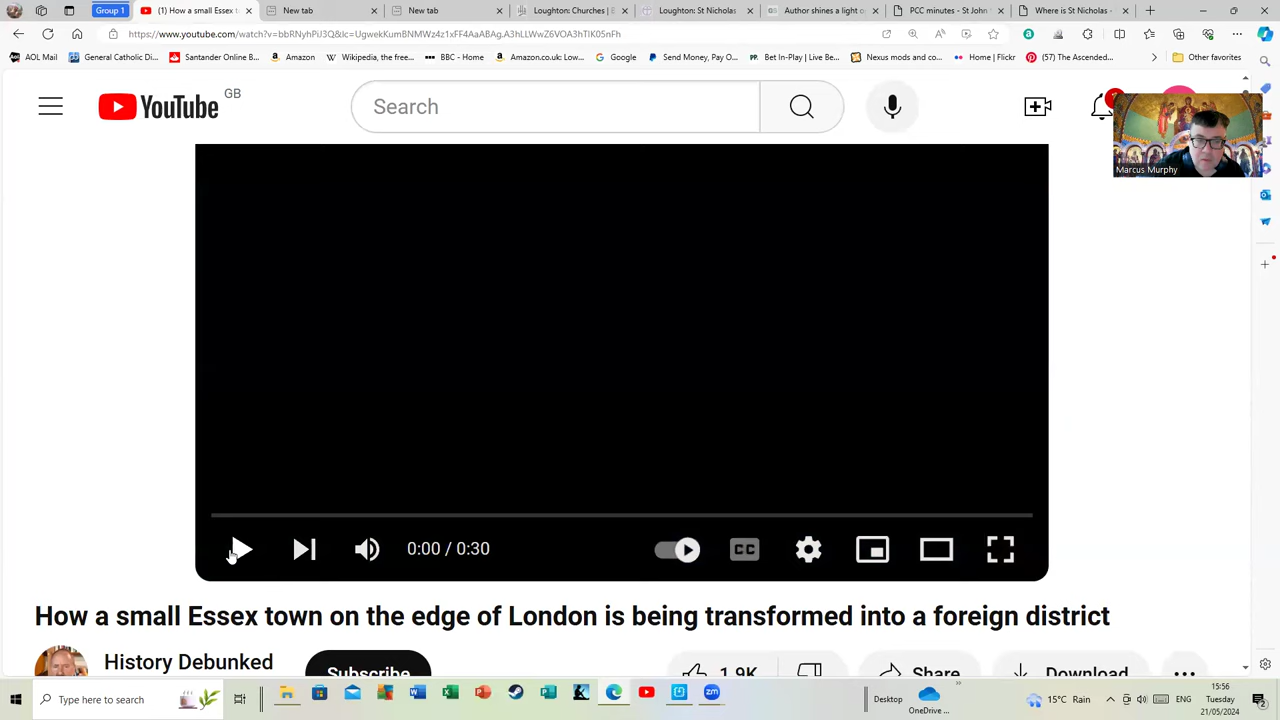 Group 1
(1) How a small Essex t
New tab
New tab
Action: Churches | B
Loughton: St Nicholas
Author shines a light o
PCC minutes - St John
Where is St Nicholas -
https://www.youtube.com/watch?v=bbRNyhPiJ3Q&lc=UgwekKumBNMWz4z1xFF4AaABAg.A3hLLWwZ6VOA3hTIK05nFh
AOL Mail
General Catholic Di...
Santander Online B...
Amazon
Wikipedia, the free...
BBC - Home
Amazon.co.uk: Low...
Google
Send Money, Pay O...
Bet In-Play | Live Be...
Nexus mods and co...
Home | Flickr
(57) The Ascended...
Other favorites
YouTube GB
Search
Marcus Murphy
0:00 / 0:30
CC
How a small Essex town on the edge of London is being transformed into a foreign district
History Debunked
Subscribe
1.9K
Share
Download
Type here to search
Desktop
OneDrive ...
15°C Rain
ENG
15:56
Tuesday
21/05/2024
2